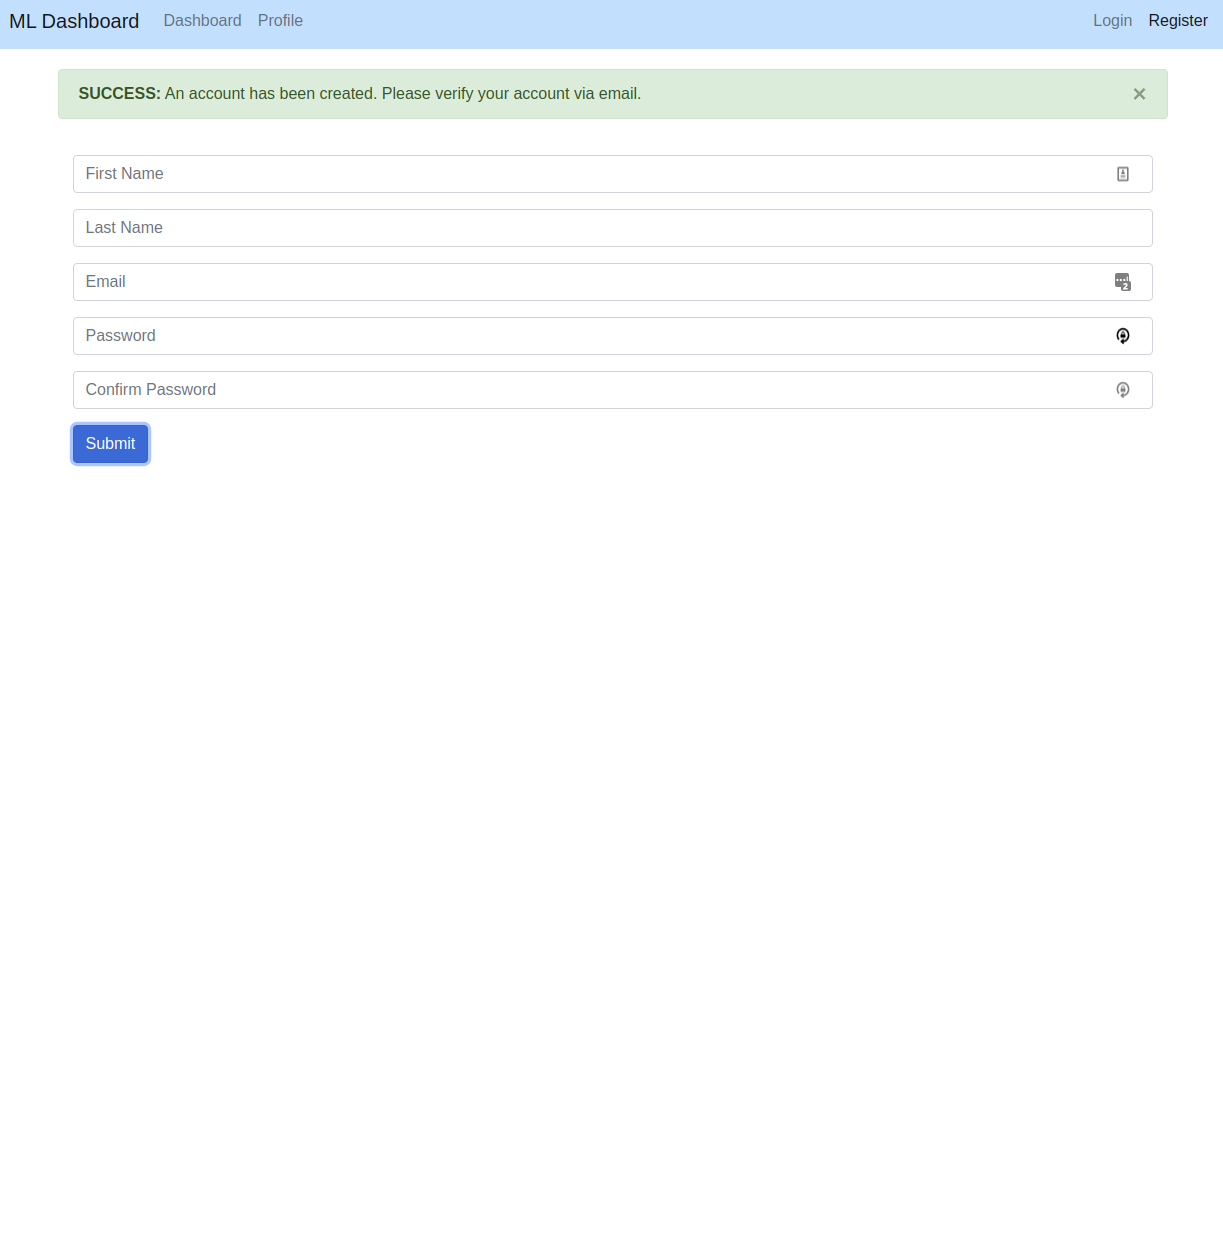 ML Dashboard Dashboard Profile Login Register
SUCCESS: An account has been created. Please verify your account via email. ×
First Name
Last Name
Email
2
Password
Confirm Password
Submit